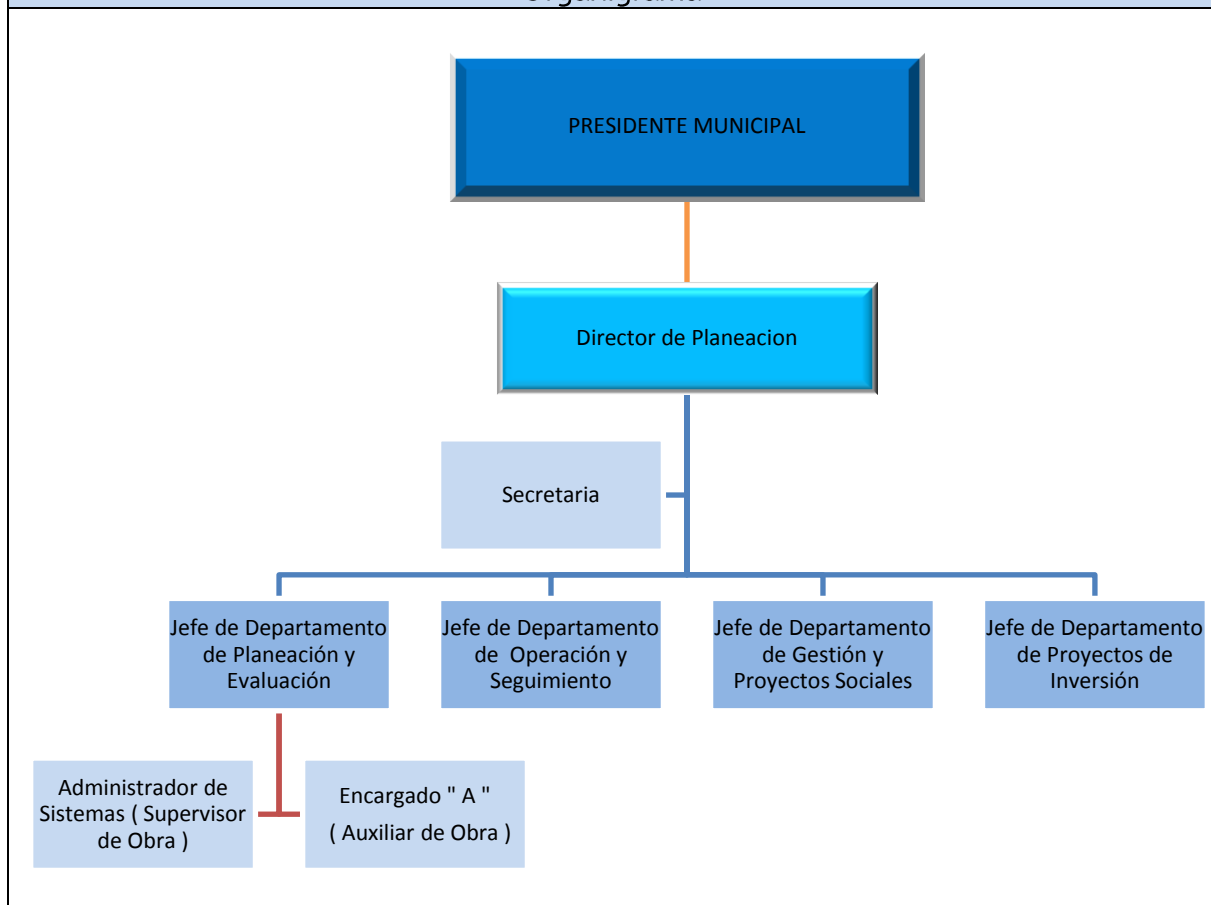 Organigrama
PRESIDENTE MUNICIPAL
Director de Planeacion
Secretaria
Jefe de Departamento
de Planeación y
Evaluación
Jefe de Departamento
de Operación y
Seguimiento
Jefe de Departamento
de Gestión y
Proyectos Sociales
Jefe de Departamento
de Proyectos de
Inversión
Administrador de
Sistemas ( Supervisor
de Obra )
Encargado " A "
( Auxiliar de Obra )